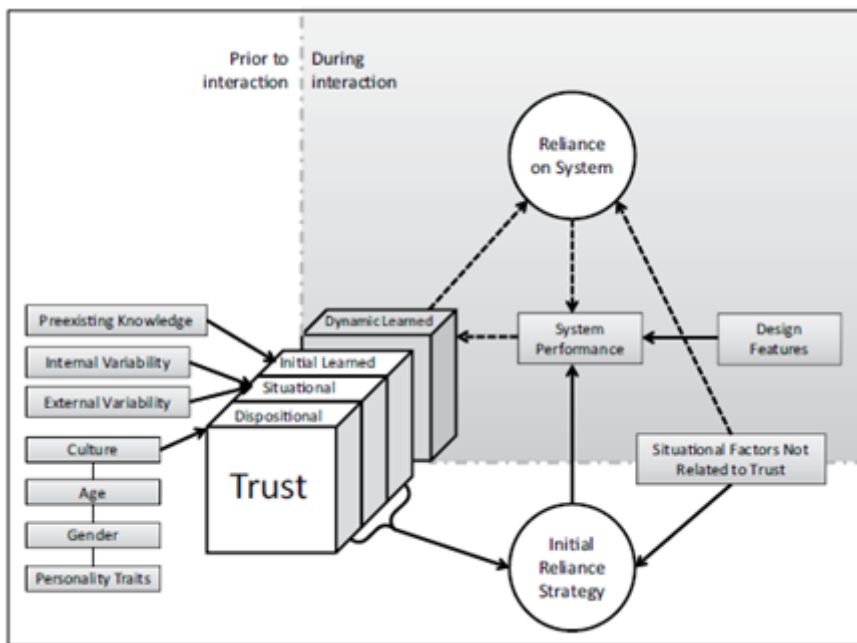 Prior to
interaction
During
interaction
Reliance
on System
Preexisting Knowledge
Internal Variability
External Variability
Culture
Age
Gender
Personality Traits
Dynamic Learned
Initial Learned
Situational
Dispositional
Trust
System
Performance
Design
Features
Situational Factors Not
Related to Trust
Initial
Reliance
Strategy